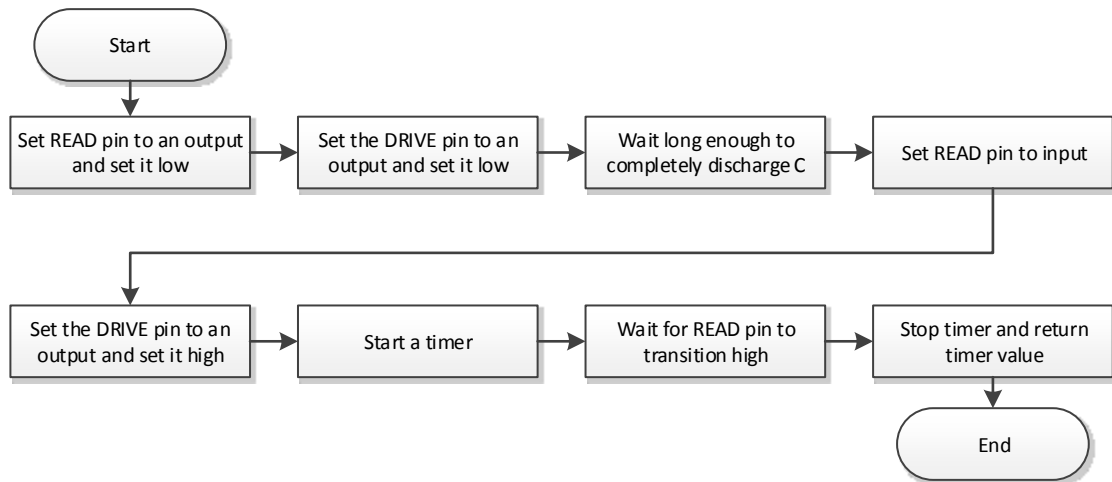 Start
Set READ pin to an output
and set it low
Set the DRIVE pin to an
output and set it low
Wait long enough to
completely discharge C
Set READ pin to input
Set the DRIVE pin to an
output and set it high
Start a timer
Wait for READ pin to
transition high
Stop timer and return
timer value
End